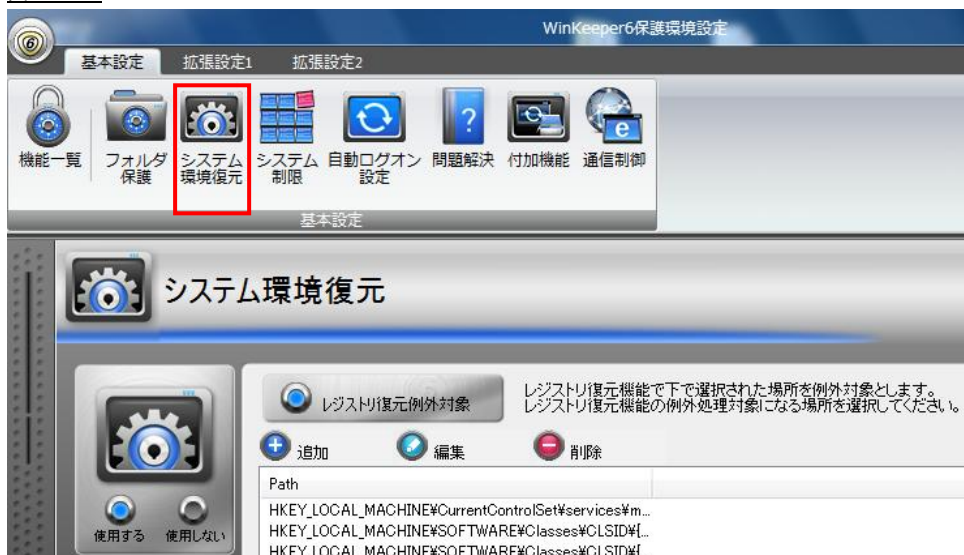 WinKeeper6保護環境設定
6
基本設定 拡張設定1 拡張設定2
機能一覧 フォルダ保護 システム環境復元 システム制限 自動ログオン設定 問題解決 付加機能 通信制御
基本設定
システム環境復元
レジストリ復元例外対象
レジストリ復元機能で下で選択された場所を例外対象とします。
レジストリ復元機能の例外処理対象になる場所を選択してください。
追加 編集 削除
Path
HKEY_LOCAL_MACHINE¥CurrentControlSet¥services¥m...
HKEY_LOCAL_MACHINE¥SOFTWARE¥Classes¥CLSID¥{...
HKEY_LOCAL_MACHINE¥SOFTWARE¥Classes¥CLSID¥{...
使用する 使用しない